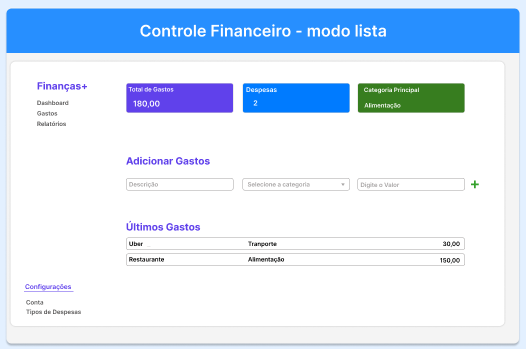 Controle Financeiro - modo lista
Finanças+
Dashboard
Gastos
Relatórios
Total de Gastos
180,00
Despesas
2
Categoria Principal
Alimentação
Adicionar Gastos
Descrição
Selecione a categoria
Digite o Valor
+
Últimos Gastos
Uber Tranporte 30,00
Restaurante Alimentação 150,00
Configurações
Conta
Tipos de Despesas